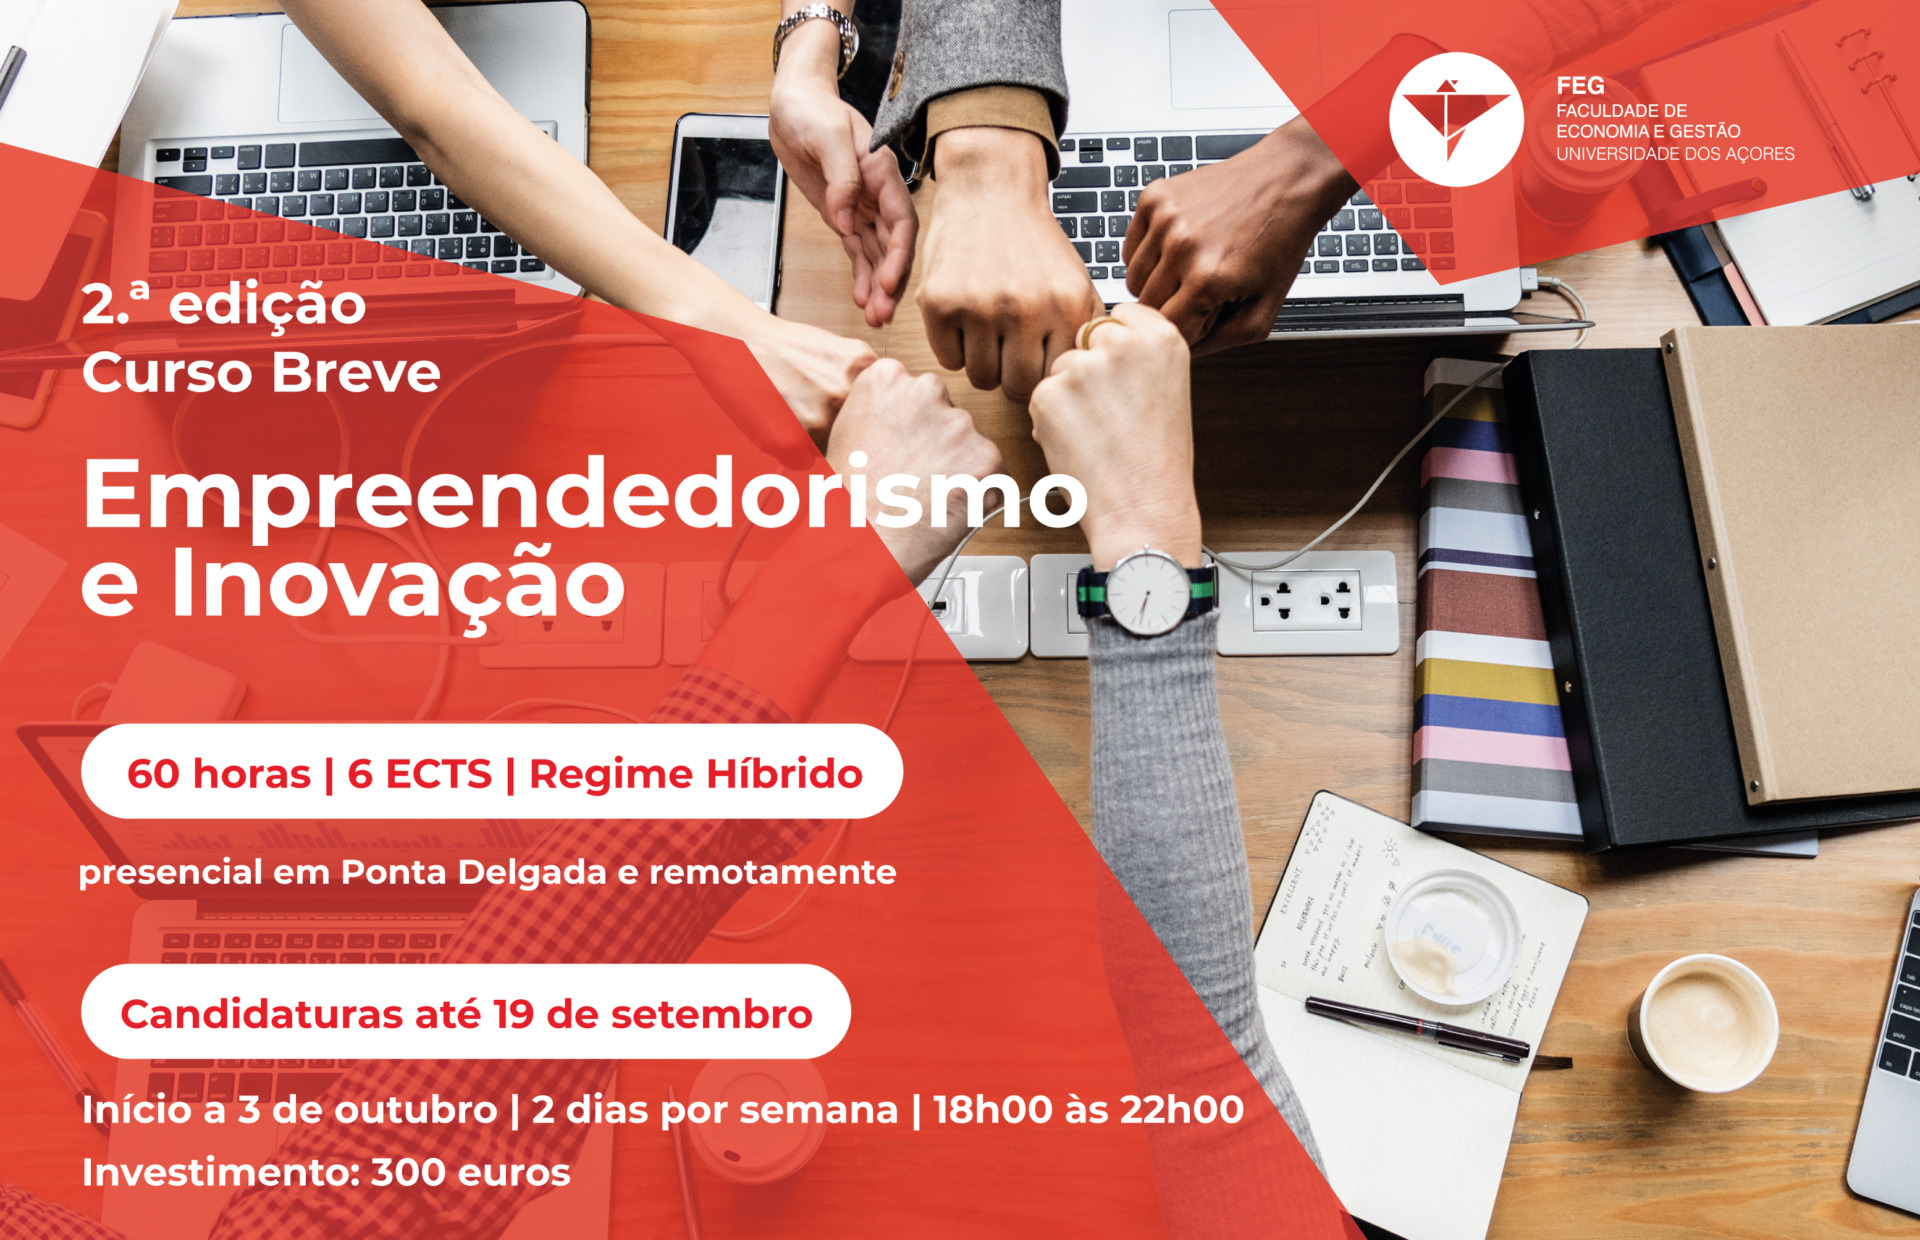 FEG
FACULDADE DE
ECONOMIA E GESTÃO
UNIVERSIDADE DOS AÇORES
2.ª edição
Curso Breve
Empreendedorismo
e Inovação
60 horas | 6 ECTS | Regime Híbrido
presencial em Ponta Delgada e remotamente
Candidaturas até 19 de setembro
Início a 3 de outubro | 2 dias por semana | 18h00 às 22h00
Investimento: 300 euros
EXCELLENT